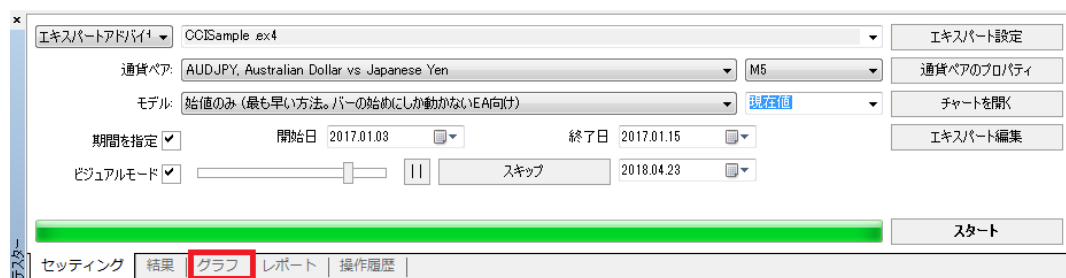 エキスパートアドバイザ CCISample .ex4 エキスパート設定
通貨ペア: AUDJPY, Australian Dollar vs Japanese Yen M5 通貨ペアのプロパティ
モデル: 始値のみ (最も早い方法。バーの始めにしか動かないEA向け) 現在値 チャートを開く
期間を指定 開始日 2017.01.03 終了日 2017.01.15 エキスパート編集
ビジュアルモード スキップ 2018.04.23
スタート
テスター
セッティング 結果 グラフ レポート 操作履歴